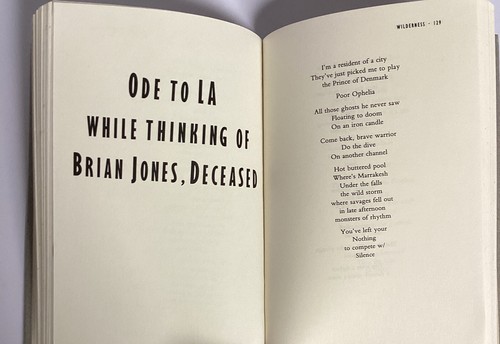 ODE TO LA
WHILE THINKING OF
BRIAN JONES, DECEASED
WILDERNESS - 129
I'm a resident of a city
They've just picked me to play
the Prince of Denmark
Poor Ophelia
All those ghosts he never saw
Floating to doom
On an iron candle
Come back, brave warrior
Do the dive
On another channel
Hot buttered pool
Where's Marrakesh
Under the falls
the wild storm
where savages fell out
in late afternoon
monsters of rhythm
You've left your
Nothing
to compete w/
Silence